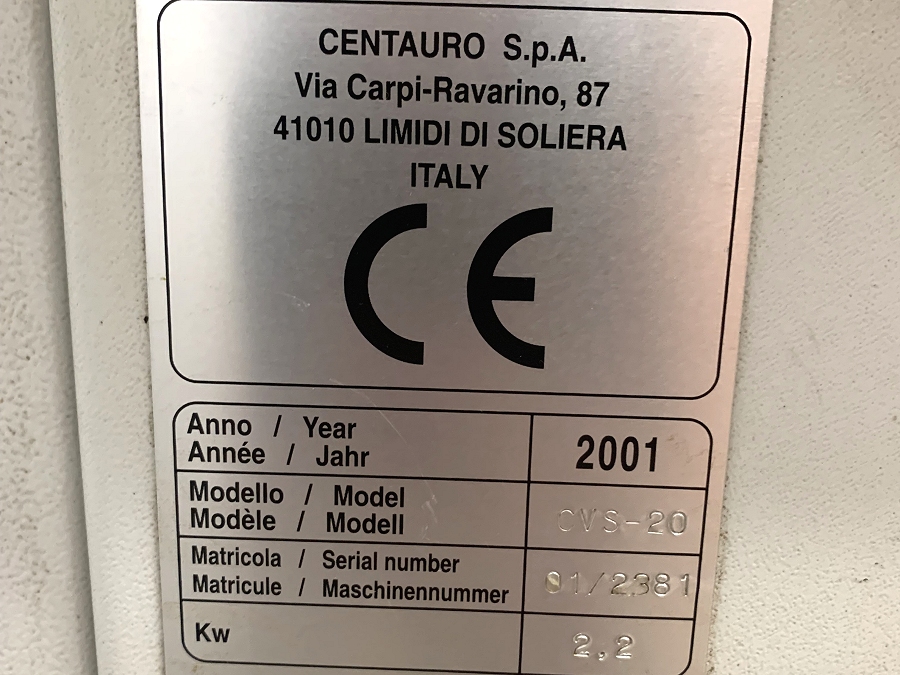 CENTAURO S.p.A.
Via Carpi-Ravarino, 87
41010 LIMIDI DI SOLIERA
ITALY
CE
Anno / Year
Année / Jahr
2001
Modello / Model
Modèle / Modell
CVS-20
Matricola / Serial number
Matricule / Maschinennummer
01/2381
Kw
2,2